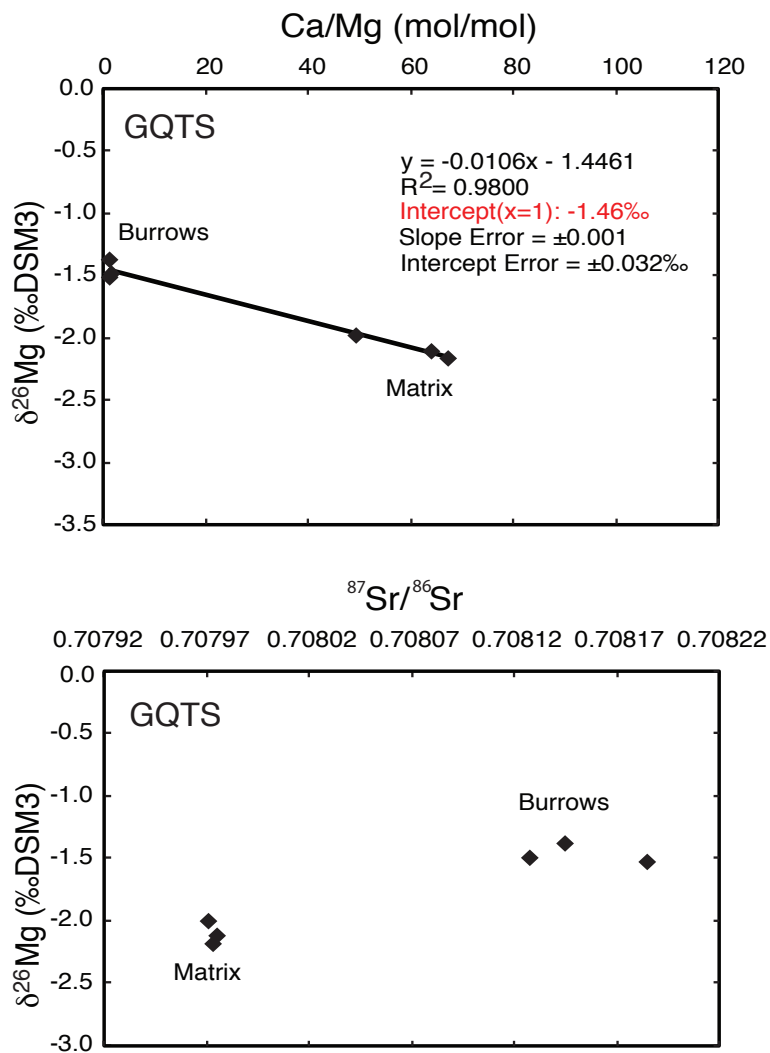 Ca/Mg (mol/mol)
0 20 40 60 80 100 120
0.0
GQTS
-0.5
y = -0.0106x - 1.4461
R²= 0.9800
-1.0
Intercept(x=1): -1.46‰
Burrows
Slope Error = ±0.001
-1.5
Intercept Error = ±0.032‰
-2.0
Matrix
-2.5
-3.0
-3.5
δ²⁶Mg (‰DSM3)
⁸⁷Sr/⁸⁶Sr
0.70792 0.70797 0.70802 0.70807 0.70812 0.70817 0.70822
0.0
GQTS
-0.5
-1.0
Burrows
-1.5
-2.0
Matrix
-2.5
-3.0
δ²⁶Mg (‰DSM3)